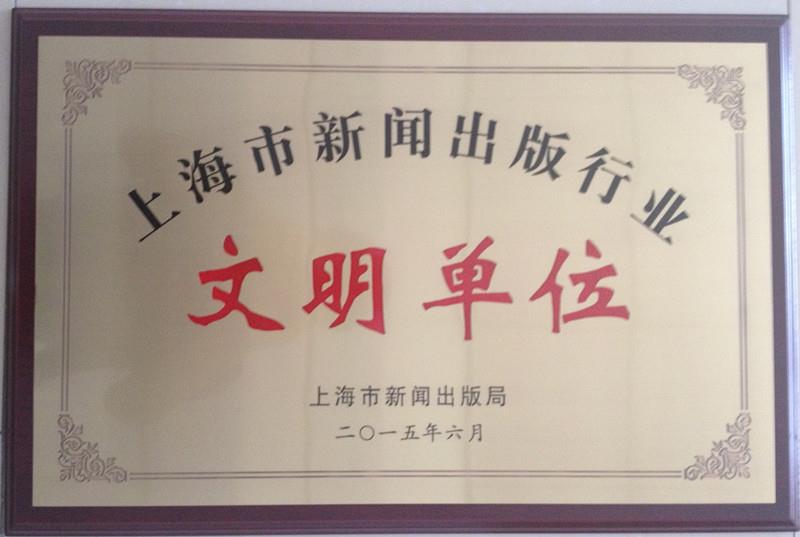 上海市新闻出版行业
文明单位
上海市新闻出版局
二〇一五年六月